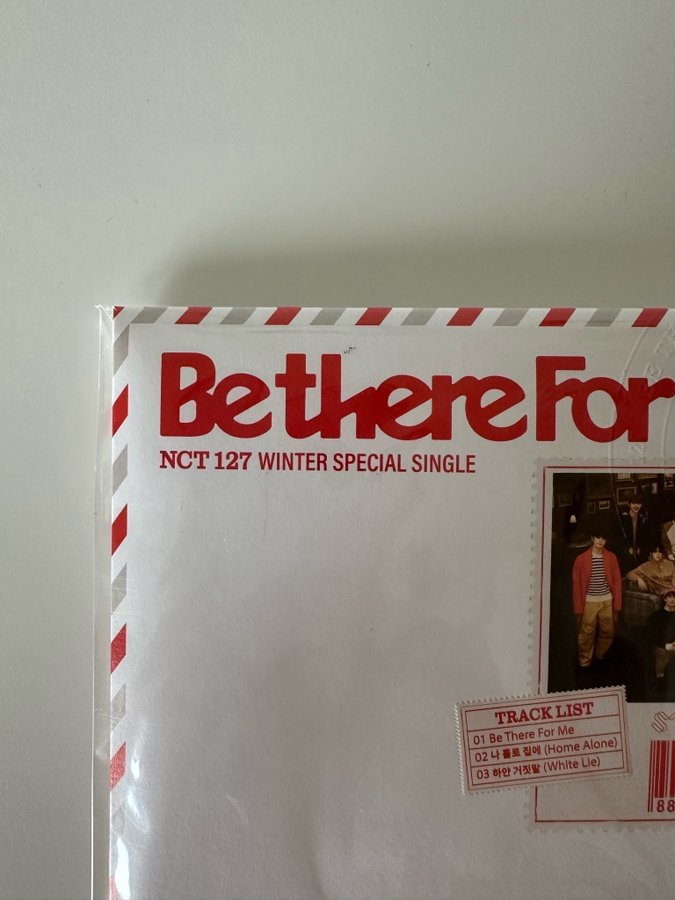 Be there For
NCT 127 WINTER SPECIAL SINGLE
TRACK LIST
01 Be There For Me
02 나 홀로 집에 (Home Alone)
03 하얀 거짓말 (White Lie)
88